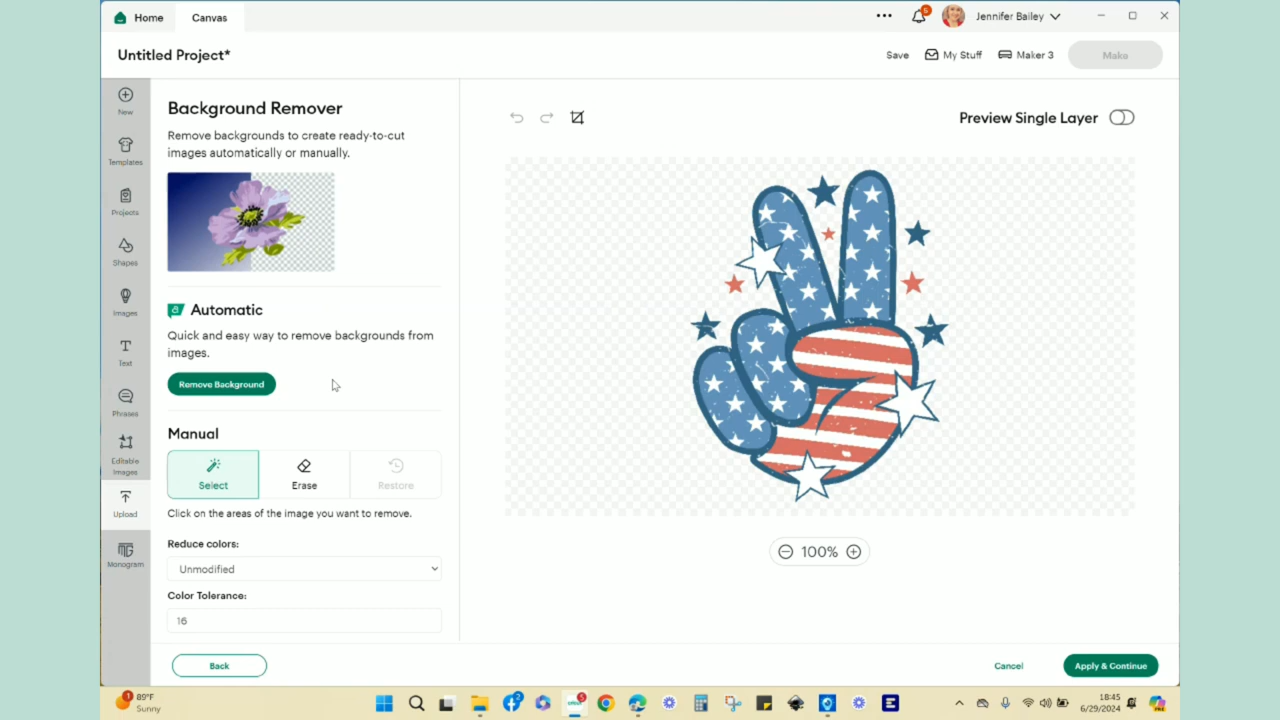 Home
Canvas
5
Jennifer Bailey
Untitled Project*
Save
My Stuff
Maker 3
Make
New
Templates
Projects
Shapes
Images
Text
Phrases
Editable
Images
Upload
Monogram
Background Remover
Remove backgrounds to create ready-to-cut
images automatically or manually.
a
Automatic
Quick and easy way to remove backgrounds from
images.
Remove Background
Manual
Select
Erase
Restore
Click on the areas of the image you want to remove.
Reduce colors:
Unmodified
Color Tolerance:
16
Back
Preview Single Layer
100%
Cancel
Apply & Continue
1
89°F
Sunny
2
5
18:45
6/29/2024